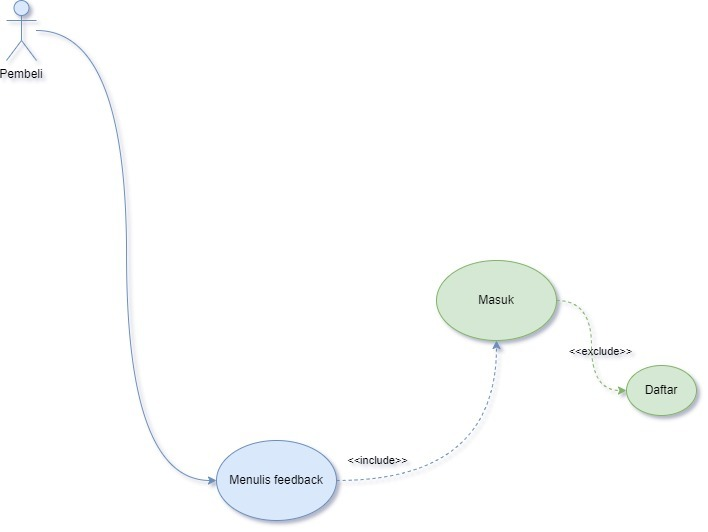 Pembeli
Masuk
<<exclude>>
Daftar
<<include>>
Menulis feedback